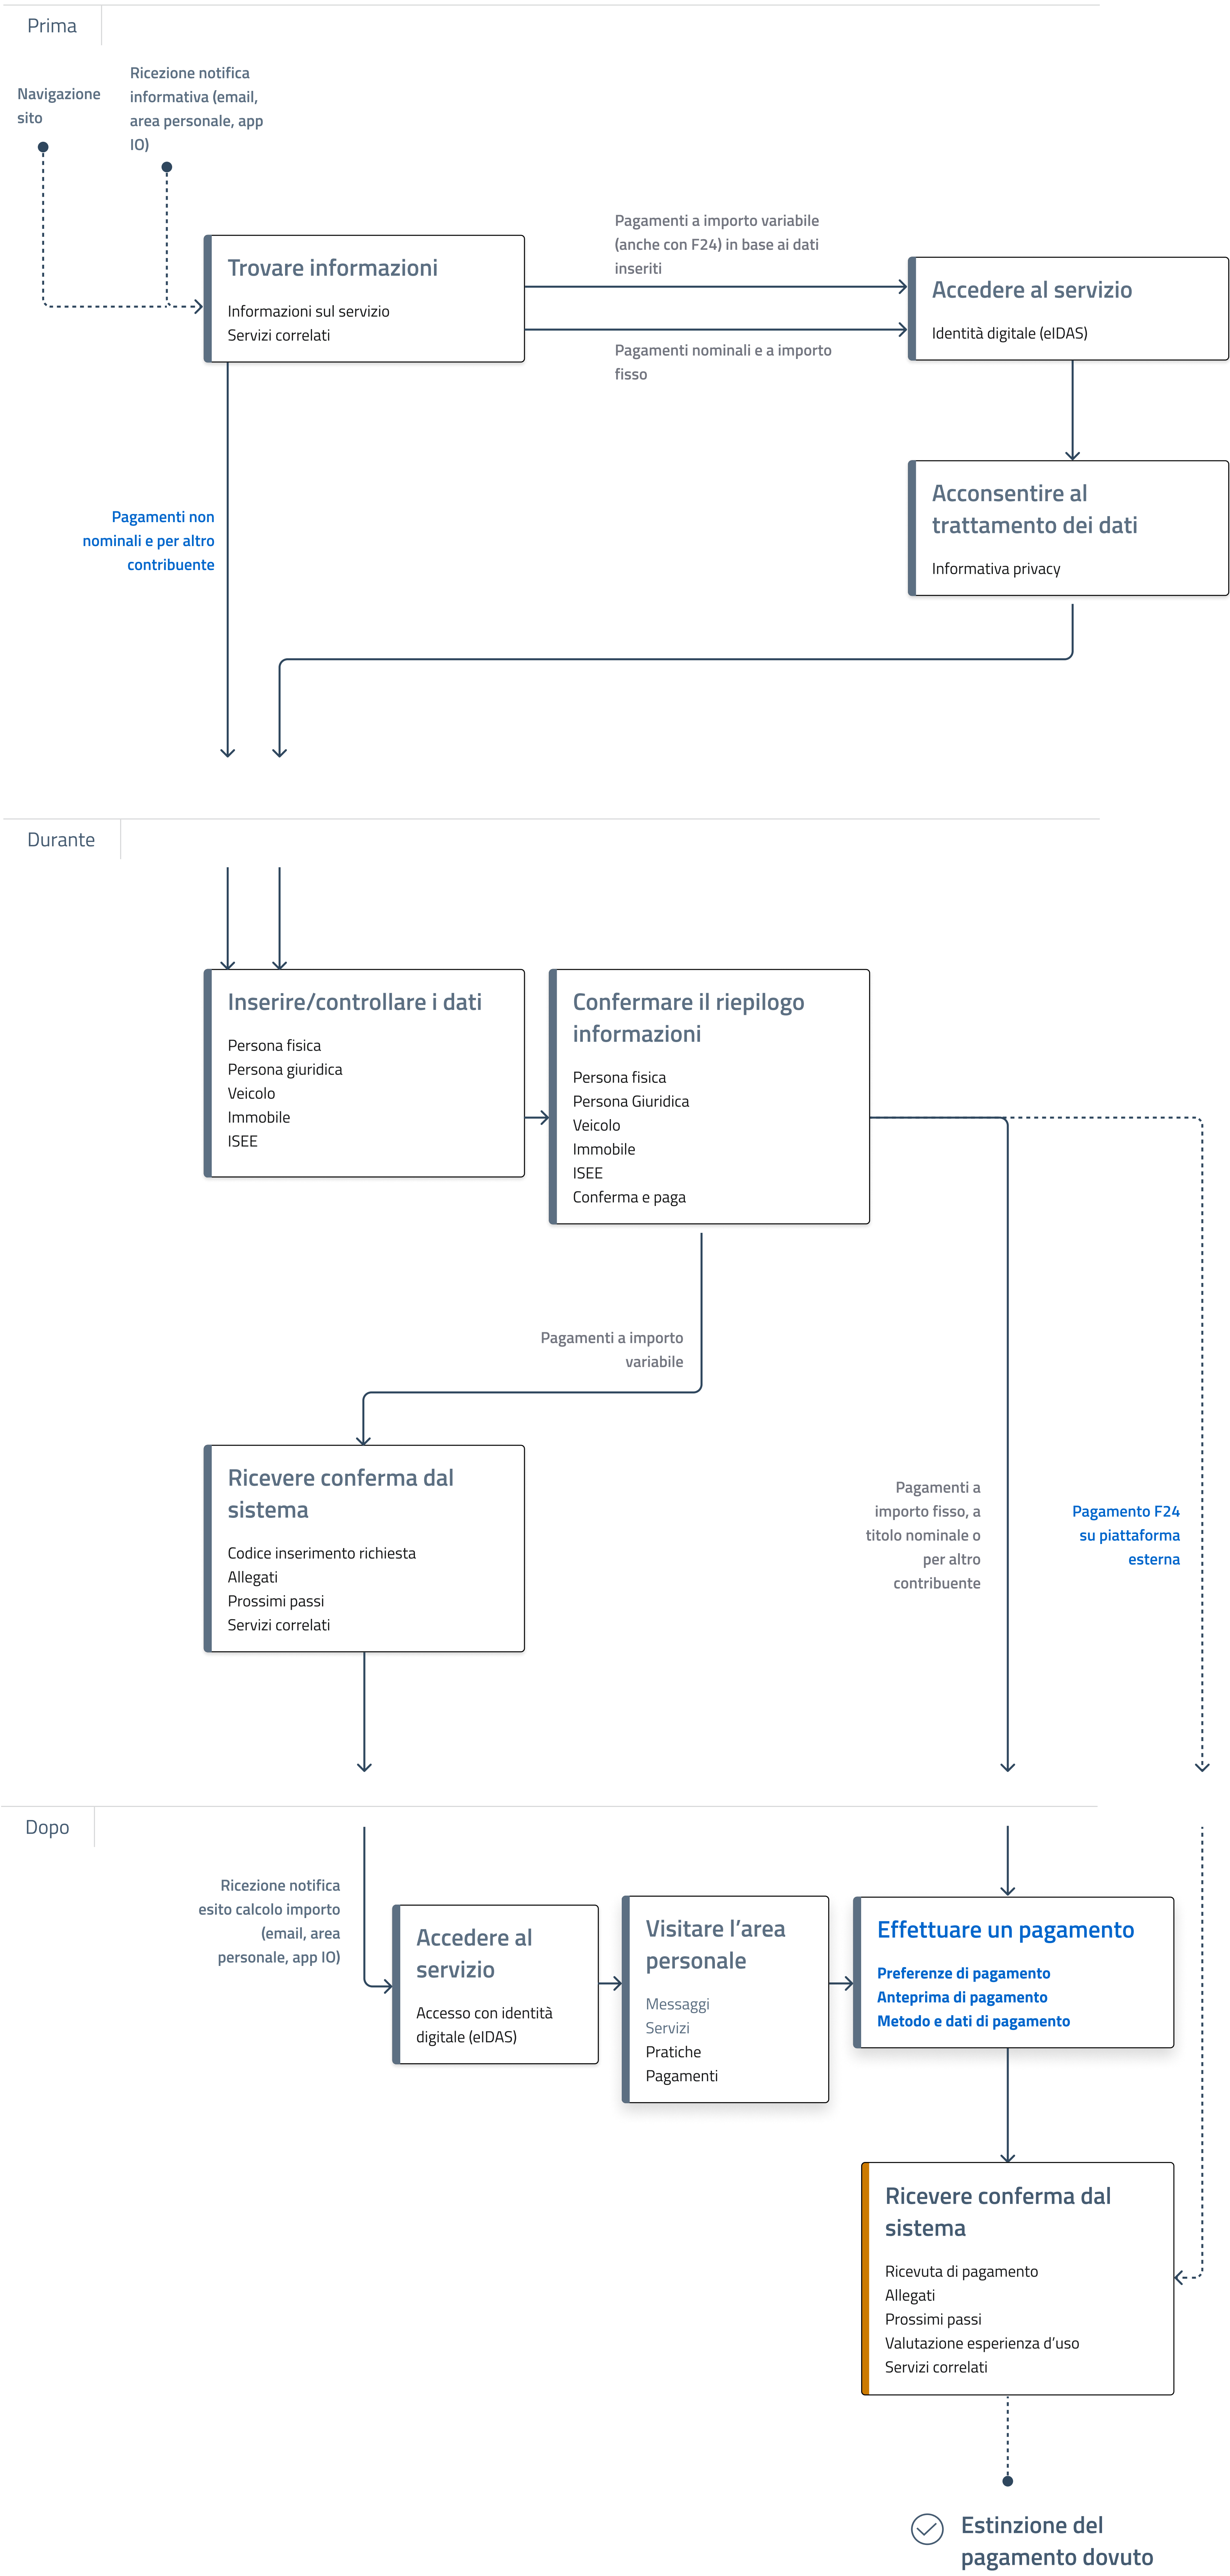 Prima
Navigazione
sito
Ricezione notifica
informativa (email,
area personale, app
IO)
Pagamenti a importo variabile
(anche con F24) in base ai dati
inseriti
Trovare informazioni
Informazioni sul servizio
Servizi correlati
Accedere al servizio
Identità digitale (eIDAS)
Pagamenti nominali e a importo
fisso
Acconsentire al
trattamento dei dati
Informativa privacy
Pagamenti non
nominali e per altro
contribuente
Durante
Inserire/controllare i dati
Persona fisica
Persona giuridica
Veicolo
Immobile
ISEE
Confermare il riepilogo
informazioni
Persona fisica
Persona Giuridica
Veicolo
Immobile
ISEE
Conferma e paga
Pagamenti a importo
variabile
Ricevere conferma dal
sistema
Codice inserimento richiesta
Allegati
Prossimi passi
Servizi correlati
Pagamenti a
importo fisso, a
titolo nominale o
per altro
contribuente
Pagamento F24
su piattaforma
esterna
Dopo
Ricezione notifica
esito calcolo importo
(email, area
personale, app IO)
Accedere al
servizio
Accesso con identità
digitale (eIDAS)
Visitare l’area
personale
Messaggi
Servizi
Pratiche
Pagamenti
Effettuare un pagamento
Preferenze di pagamento
Anteprima di pagamento
Metodo e dati di pagamento
Ricevere conferma dal
sistema
Ricevuta di pagamento
Allegati
Prossimi passi
Valutazione esperienza d’uso
Servizi correlati
Estinzione del
pagamento dovuto